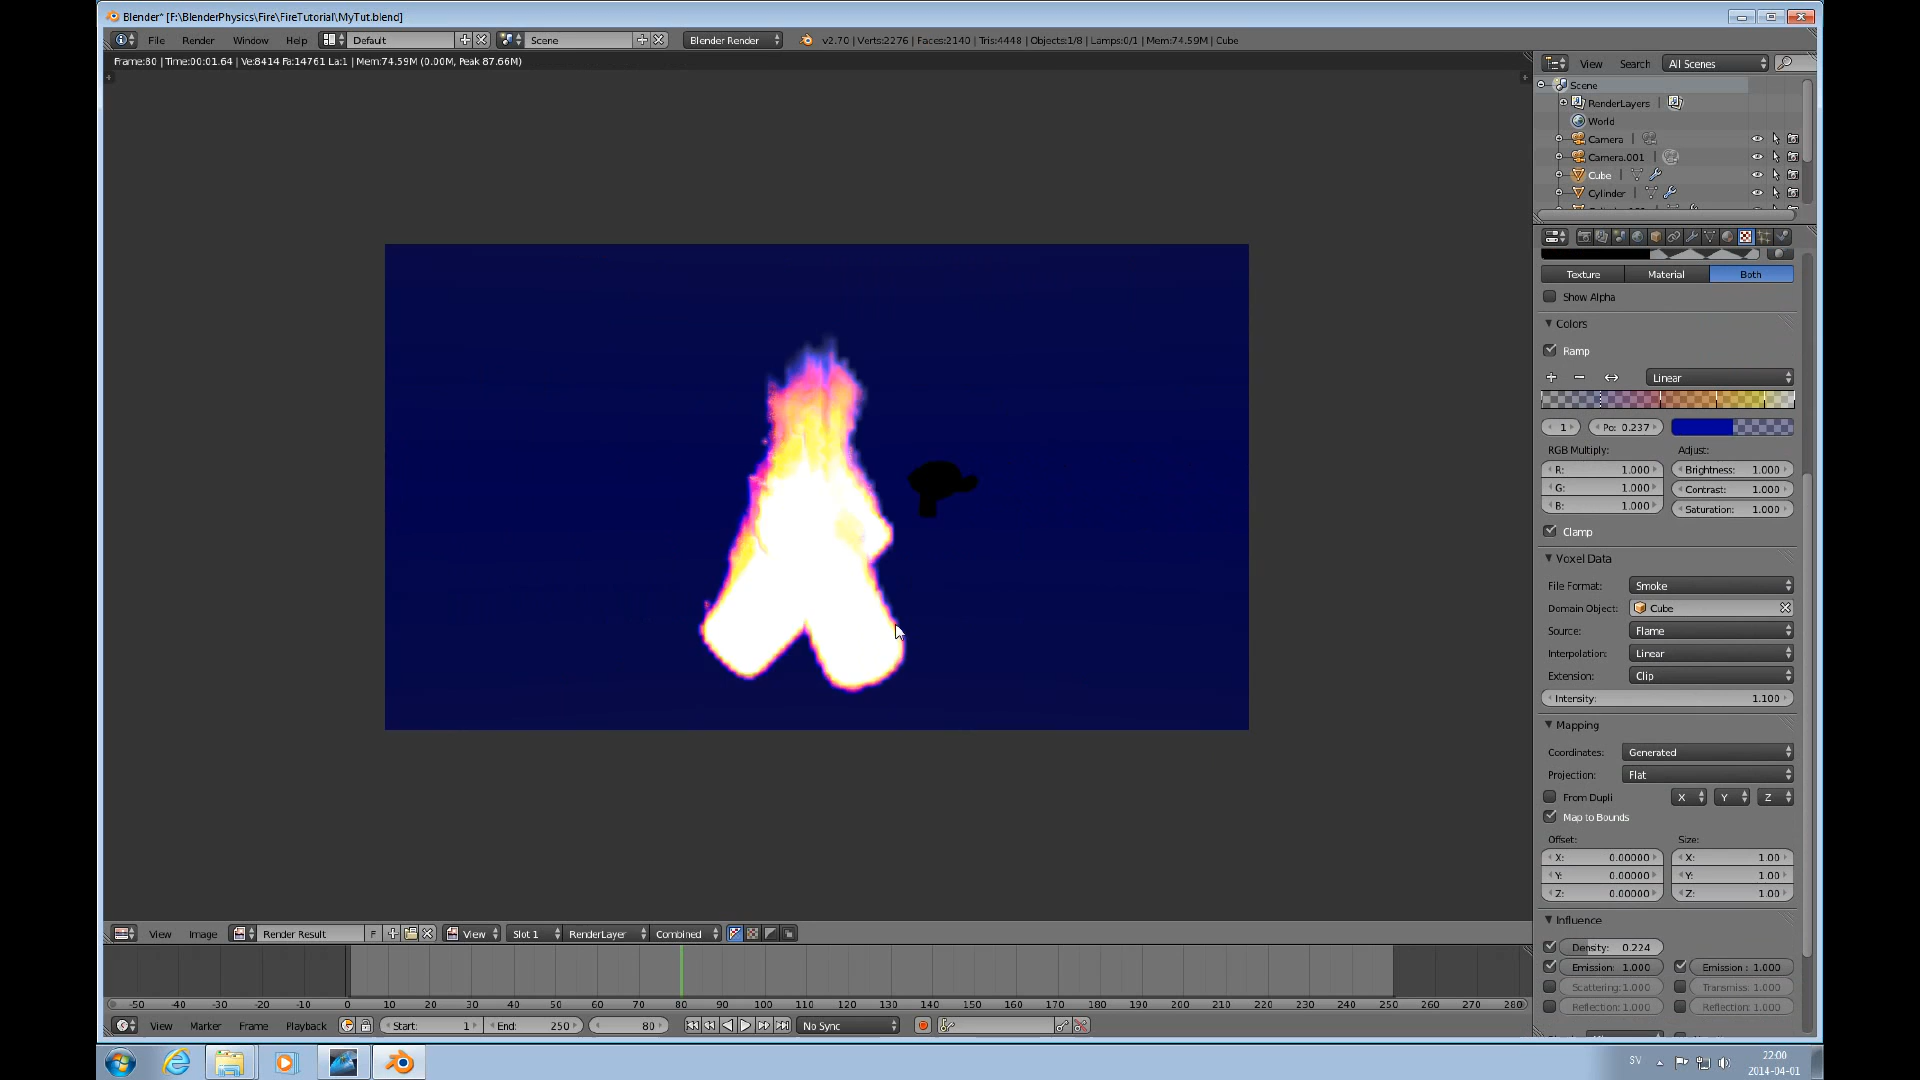 Blender* [F:\BlenderPhysics\Fire\FireTutorial\MyTut.blend]
File Render Window Help Default Scene Blender Render v2.70 | Verts:2276 | Faces:2140 | Tris:4448 | Objects:1/8 | Lamps:0/1 | Mem:74.59M | Cube
Frame:80 | Time:00:01.64 | Ve:8414 Fa:14761 La:1 | Mem:74.59M (0.00M, Peak 87.66M)
View Search All Scenes
Scene
RenderLayers
World
Camera
Camera.001
Cube
Cylinder
Texture Material Both
Show Alpha
Colors
Ramp
Linear
1 Po: 0.237
RGB Multiply: Adjust:
R: 1.000 Brightness: 1.000
G: 1.000 Contrast: 1.000
B: 1.000 Saturation: 1.000
Clamp
Voxel Data
File Format: Smoke
Domain Object: Cube
Source: Flame
Interpolation: Linear
Extension: Clip
Intensity: 1.100
Mapping
Coordinates: Generated
Projection: Flat
From Dupli X Y Z
Map to Bounds
Offset: Size:
X: 0.00000 X: 1.00
Y: 0.00000 Y: 1.00
Z: 0.00000 Z: 1.00
Influence
Density: 0.224
Emission: 1.000 Emission : 1.000
Scattering:1.000 Transmiss: 1.000
Reflection:1.000 Reflection: 1.000
View Image Render Result F View Slot 1 RenderLayer Combined
-50 -40 -30 -20 -10 0 10 20 30 40 50 60 70 80 90 100 110 120 130 140 150 160 170 180 190 200 210 220 230 240 250 260 270 280
View Marker Frame Playback Start: 1 End: 250 80 No Sync
SV 22:00
2014-04-01